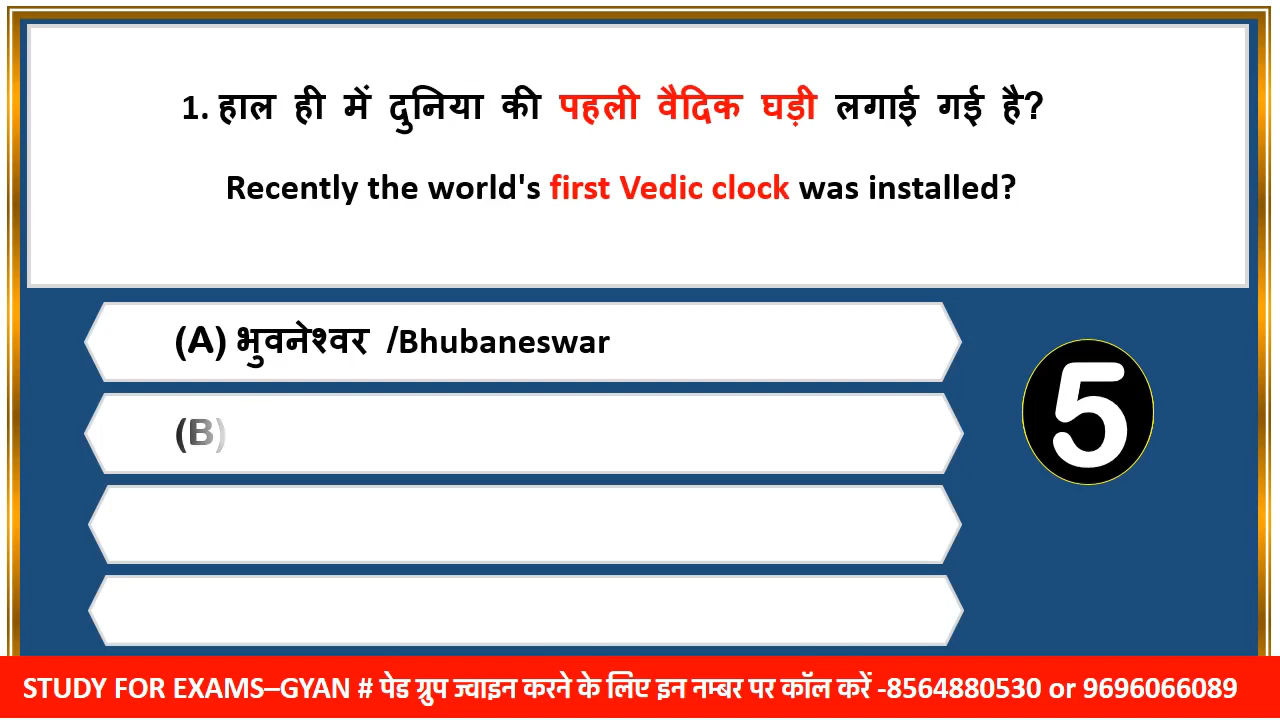 1. हाल ही में दुनिया की पहली वैदिक घड़ी लगाई गई है?
Recently the world's first Vedic clock was installed?
(A) भुवनेश्वर /Bhubaneswar
(B)
5
STUDY FOR EXAMS–GYAN # पेड ग्रुप ज्वाइन करने के लिए इन नम्बर पर कॉल करें -8564880530 or 9696066089